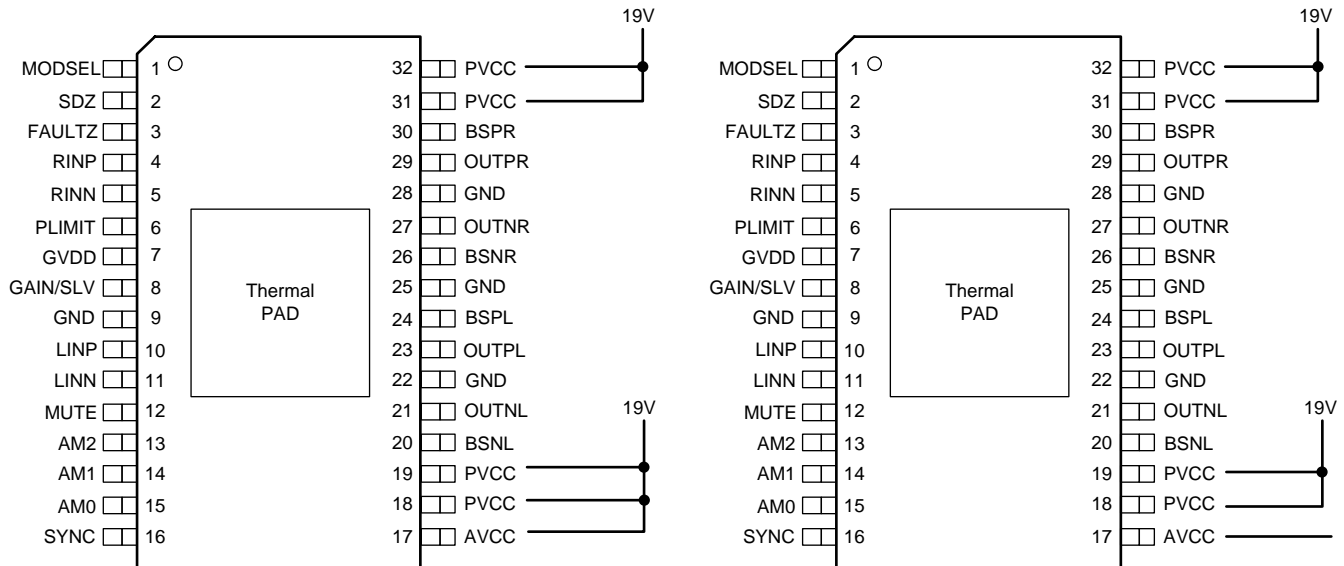 19V
MODSEL 1 32 PVCC
SDZ 2 31 PVCC
FAULTZ 3 30 BSPR
RINP 4 29 OUTPR
RINN 5 28 GND
PLIMIT 6 27 OUTNR
GVDD 7 26 BSNR
GAIN/SLV 8 25 GND
GND 9 24 BSPL
LINP 10 23 OUTPL
LINN 11 22 GND
MUTE 12 21 OUTNL
19V
AM2 13 20 BSNL
AM1 14 19 PVCC
AM0 15 18 PVCC
SYNC 16 17 AVCC
Thermal
PAD
19V
MODSEL 1 32 PVCC
SDZ 2 31 PVCC
FAULTZ 3 30 BSPR
RINP 4 29 OUTPR
RINN 5 28 GND
PLIMIT 6 27 OUTNR
GVDD 7 26 BSNR
GAIN/SLV 8 25 GND
GND 9 24 BSPL
LINP 10 23 OUTPL
LINN 11 22 GND
MUTE 12 21 OUTNL
19V
AM2 13 20 BSNL
AM1 14 19 PVCC
AM0 15 18 PVCC
SYNC 16 17 AVCC
Thermal
PAD